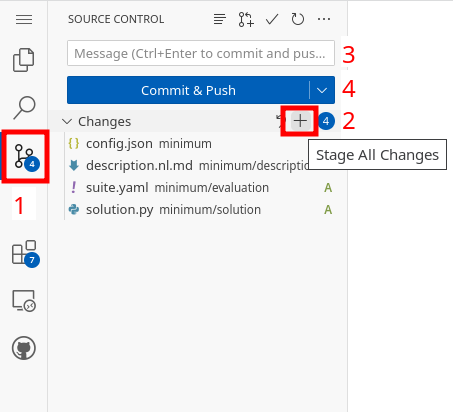 SOURCE CONTROL
Message (Ctrl+Enter to commit and pus...
3
Commit & Push
4
Changes
4
2
Stage All Changes
config.json minimum
description.nl.md minimum/descriptio
suite.yaml minimum/evaluation A
solution.py minimum/solution A
4
1
7